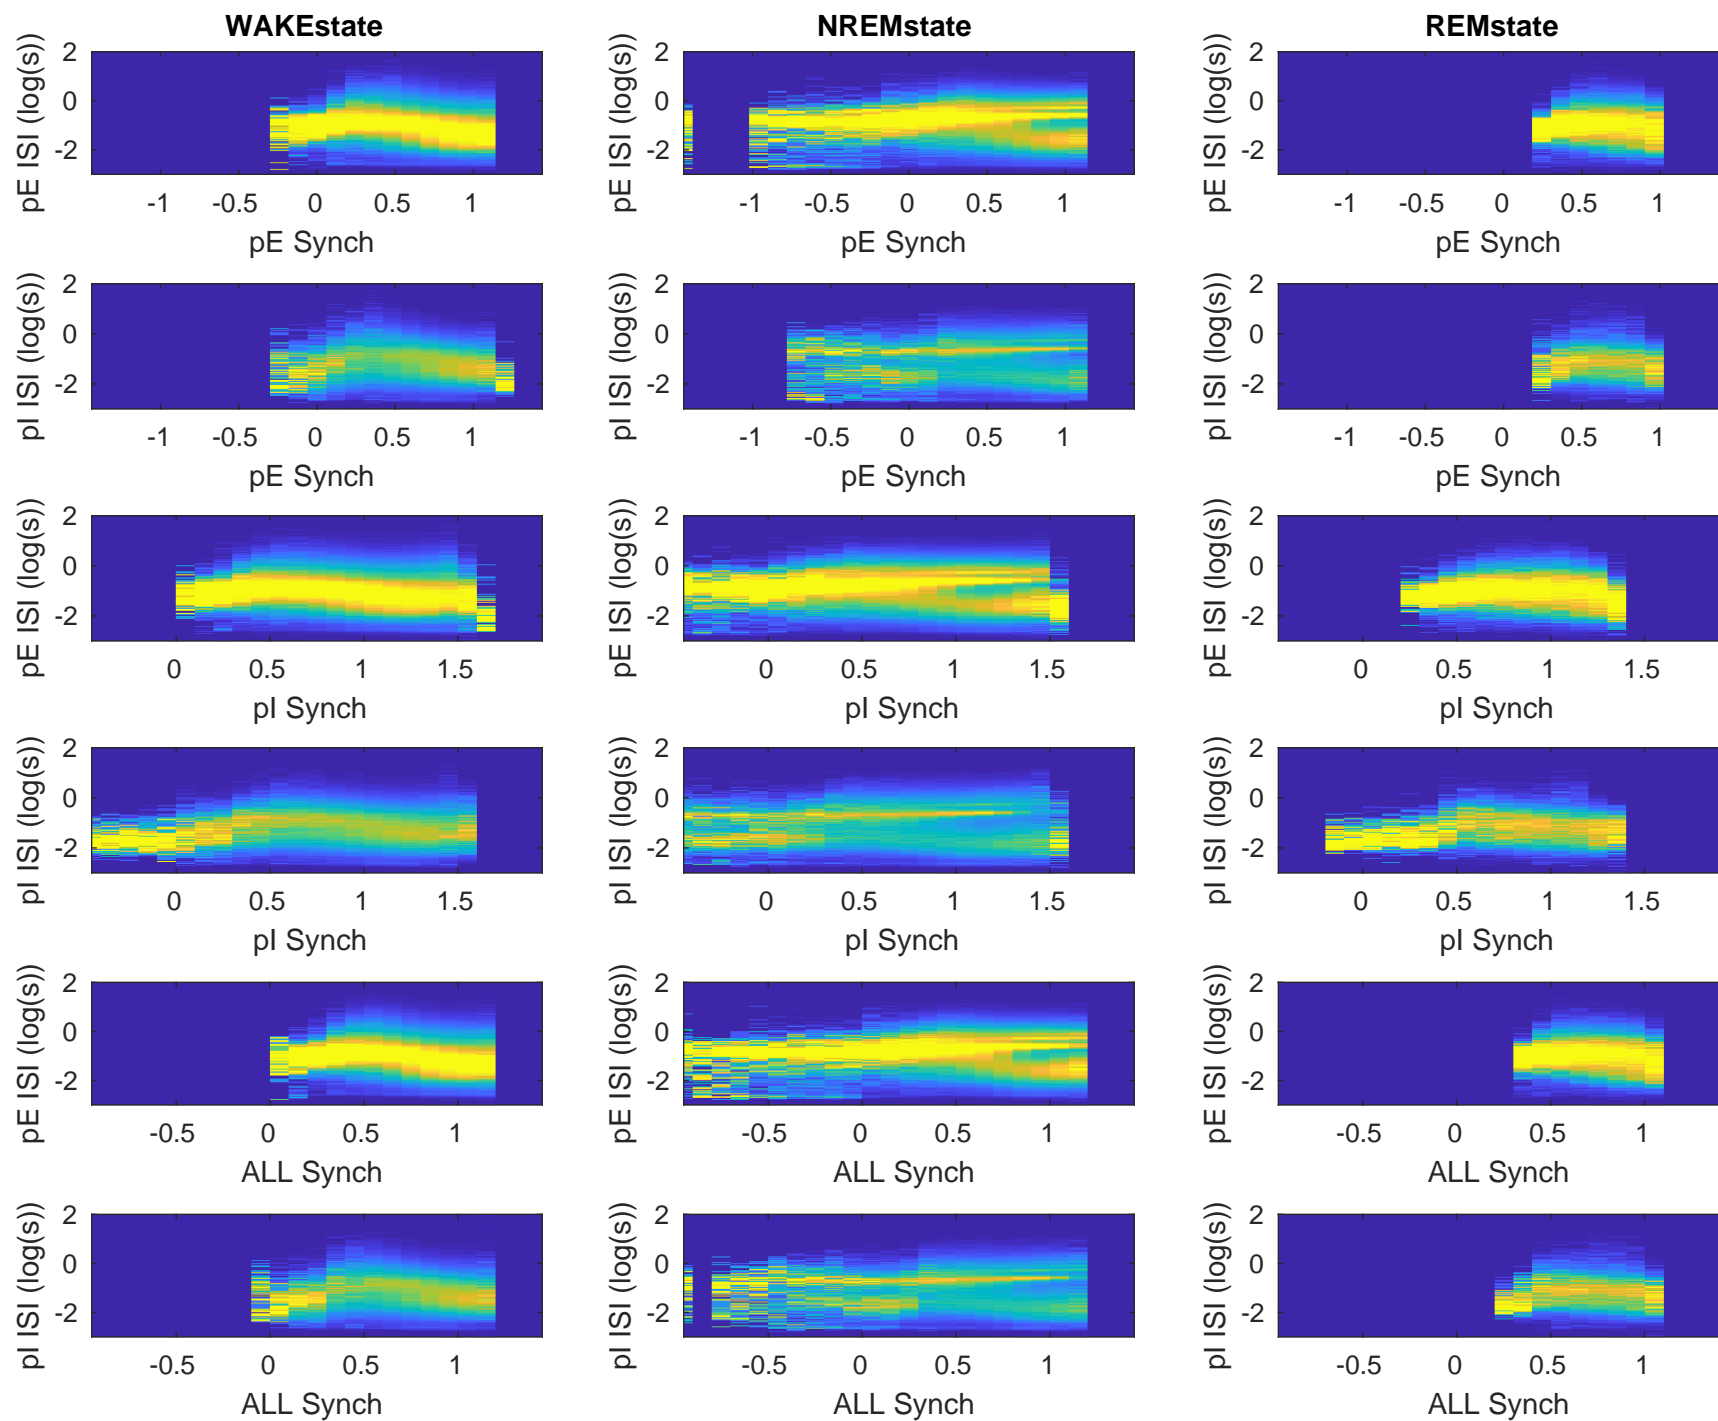 WAKEstate NREMstate REMstate
2 2 2
pE ISI (log(s)) pE ISI (log(s)) pE ISI (log(s))
0 0 0
-2 -2 -2
-1 -0.5 0 0.5 1 -1 -0.5 0 0.5 1 -1 -0.5 0 0.5 1
pE Synch pE Synch pE Synch
2 2 2
pI ISI (log(s)) pI ISI (log(s)) pI ISI (log(s))
0 0 0
-2 -2 -2
-1 -0.5 0 0.5 1 -1 -0.5 0 0.5 1 -1 -0.5 0 0.5 1
pE Synch pE Synch pE Synch
2 2 2
pE ISI (log(s)) pE ISI (log(s)) pE ISI (log(s))
0 0 0
-2 -2 -2
0 0.5 1 1.5 0 0.5 1 1.5 0 0.5 1 1.5
pI Synch pI Synch pI Synch
2 2 2
pI ISI (log(s)) pI ISI (log(s)) pI ISI (log(s))
0 0 0
-2 -2 -2
0 0.5 1 1.5 0 0.5 1 1.5 0 0.5 1 1.5
pI Synch pI Synch pI Synch
2 2 2
pE ISI (log(s)) pE ISI (log(s)) pE ISI (log(s))
0 0 0
-2 -2 -2
-0.5 0 0.5 1 -0.5 0 0.5 1 -0.5 0 0.5 1
ALL Synch ALL Synch ALL Synch
2 2 2
pI ISI (log(s)) pI ISI (log(s)) pI ISI (log(s))
0 0 0
-2 -2 -2
-0.5 0 0.5 1 -0.5 0 0.5 1 -0.5 0 0.5 1
ALL Synch ALL Synch ALL Synch